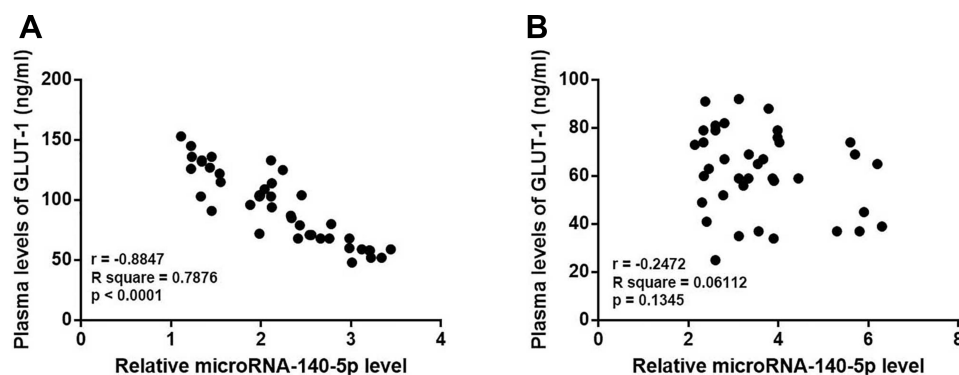 A
Plasma levels of GLUT-1 (ng/ml)
200
150
100
50
0
r = -0.8847
R square = 0.7876
p < 0.0001
0 1 2 3 4
Relative microRNA-140-5p level
B
Plasma levels of GLUT-1 (ng/ml)
100
80
60
40
20
0
r = -0.2472
R square = 0.06112
p = 0.1345
0 2 4 6 8
Relative microRNA-140-5p level